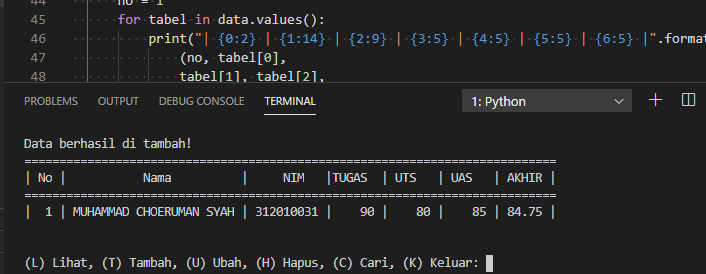 44 no = 1
45 for tabel in data.values():
46 print("| {0:2} | {1:14} | {2:9} | {3:5} | {4:5} | {5:5} | {6:5} |".format
47 (no, tabel[0],
48 tabel[1], tabel[2],
PROBLEMS OUTPUT DEBUG CONSOLE TERMINAL 1: Python
Data berhasil di tambah!
============================================================================
| No | Nama | NIM |TUGAS | UTS | UAS | AKHIR |
============================================================================
| 1 | MUHAMMAD CHOERUMAN SYAH | 312010031 | 90 | 80 | 85 | 84.75 |
(L) Lihat, (T) Tambah, (U) Ubah, (H) Hapus, (C) Cari, (K) Keluar: